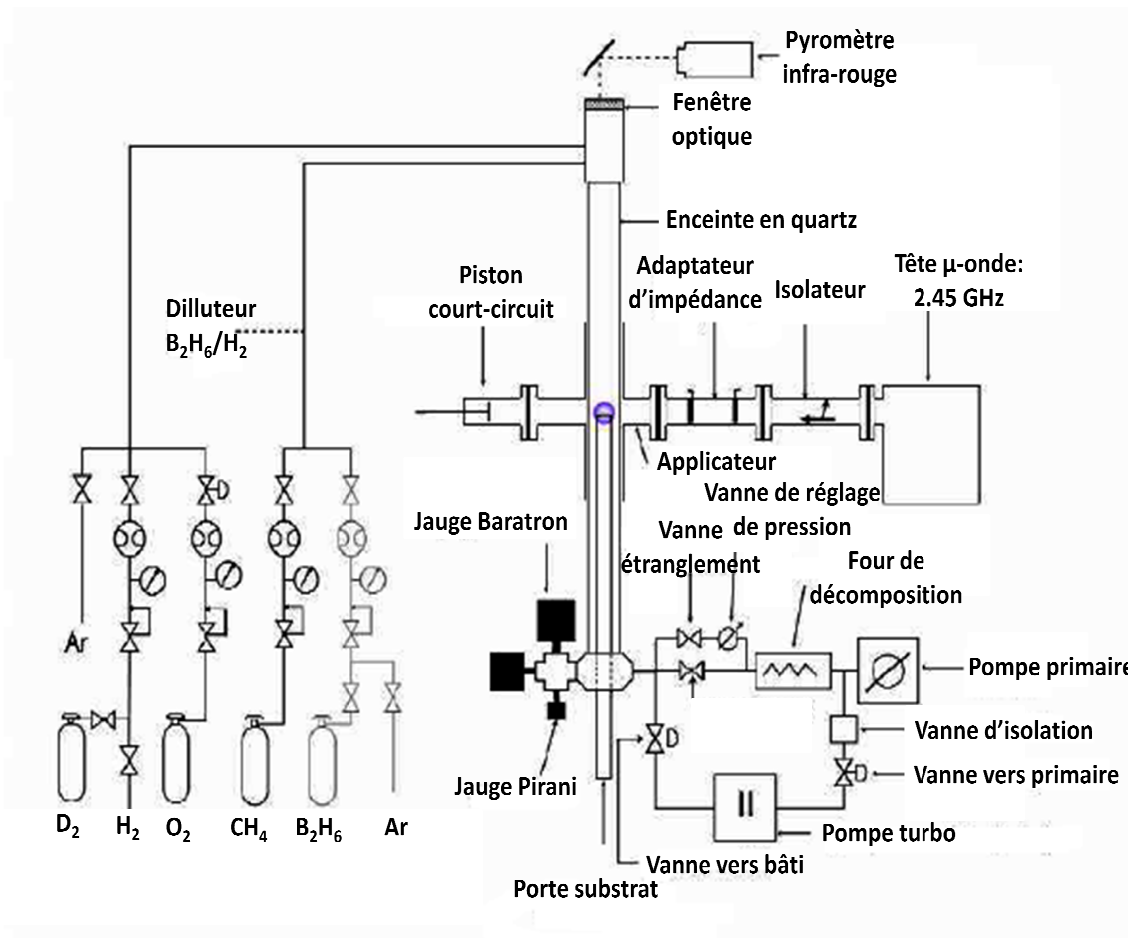 Pyromètre
infra-rouge
Fenêtre
optique
Enceinte en quartz
Piston
court-circuit
Adaptateur
d’impédance
Isolateur
Tête µ-onde:
2.45 GHz
Dilluteur
B₂H₆/H₂
Applicateur
Jauge Baratron
Vanne de réglage
de pression
Vanne
étranglement
Four de
décomposition
Ar
Pompe primaire
Vanne d’isolation
Vanne vers primaire
Jauge Pirani
Pompe turbo
D₂
H₂
O₂
CH₄
B₂H₆
Ar
Vanne vers bâti
Porte substrat